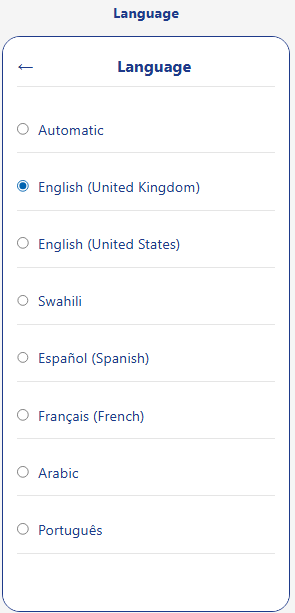 Language
← Language
Automatic
English (United Kingdom)
English (United States)
Swahili
Español (Spanish)
Français (French)
Arabic
Português